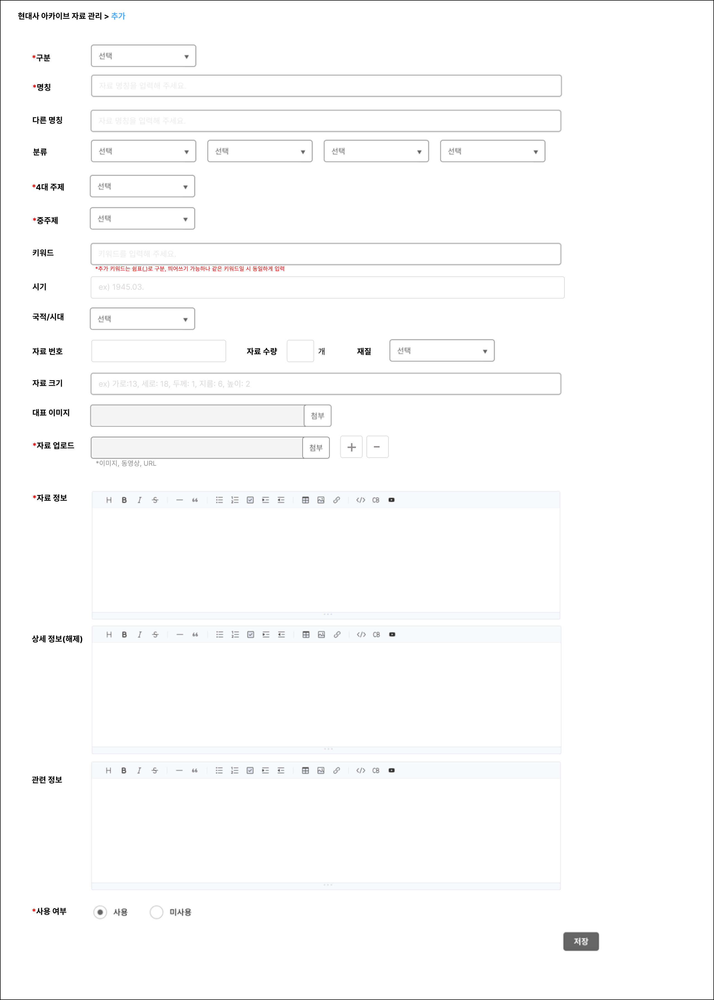 현대사 아카이브 자료 관리 > 추가
*구분 선택 ▼
*명칭 자료 명칭을 입력해 주세요.
다른 명칭 자료 명칭을 입력해 주세요.
분류 선택 ▼ 선택 ▼ 선택 ▼ 선택 ▼
*4대 주제 선택 ▼
*중주제 선택 ▼
키워드 키워드를 입력해 주세요.
*추가 키워드는 쉼표(,)로 구분, 띄어쓰기 가능하나 같은 키워드일 시 동일하게 입력
시기 ex) 1945.03.
국적/시대 선택 ▼
자료 번호 자료 수량 개 재질 선택 ▼
자료 크기 ex) 가로:13, 세로: 18, 두께: 1, 지름: 6, 높이: 2
대표 이미지 첨부
*자료 업로드 첨부 + -
*이미지, 동영상, URL
*자료 정보 H B I S — 66 </> CB
상세 정보(해제) H B I S — 66 </> CB
관련 정보 H B I S — 66 </> CB
*사용 여부 사용 미사용
저장